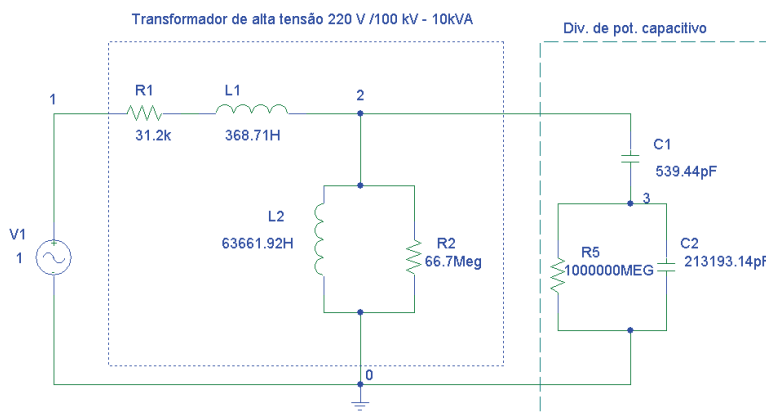 Transformador de alta tensão 220 V /100 kV - 10kVA
Div. de pot. capacitivo
1
R1
L1
2
31.2k
368.71H
C1
539.44pF
3
L2
63661.92H
R2
66.7Meg
V1
1
R5
1000000MEG
C2
213193.14pF
0